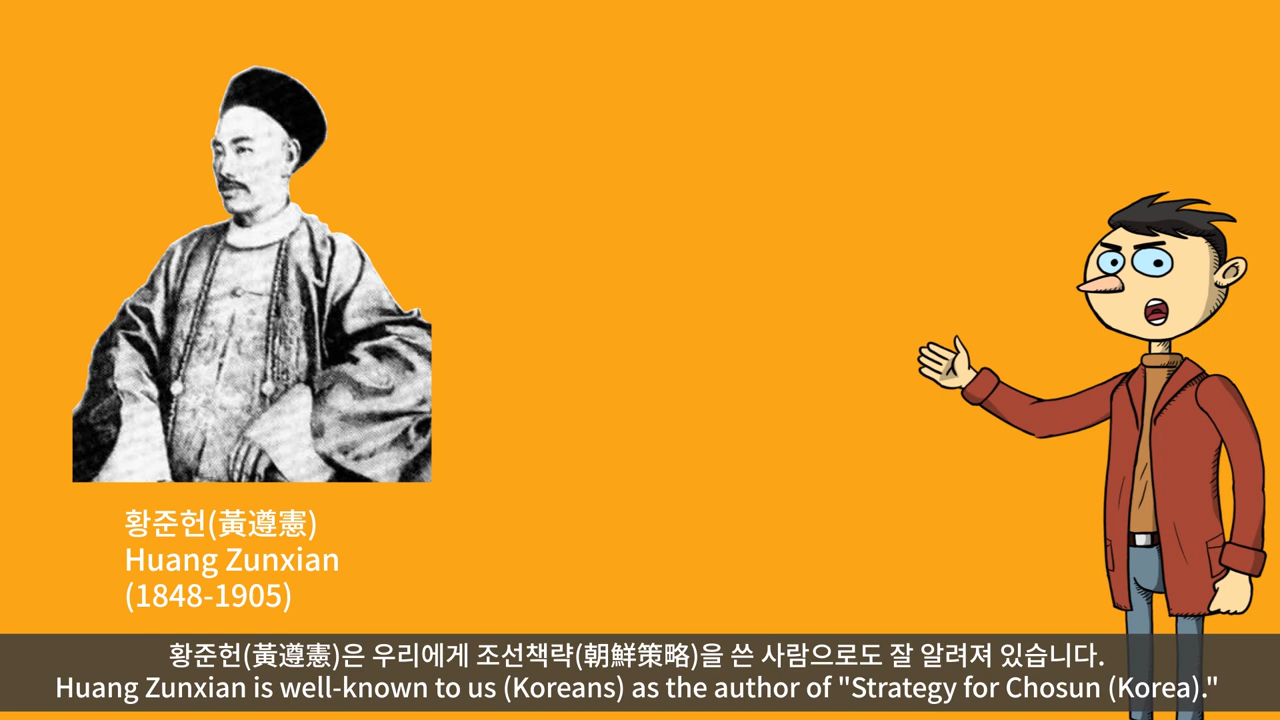 황준헌(黃遵憲)
Huang Zunxian
(1848-1905)
황준헌(黃遵憲)은 우리에게 조선책략(朝鮮策略)을 쓴 사람으로도 잘 알려져 있습니다.
Huang Zunxian is well-known to us (Koreans) as the author of "Strategy for Chosun (Korea)."